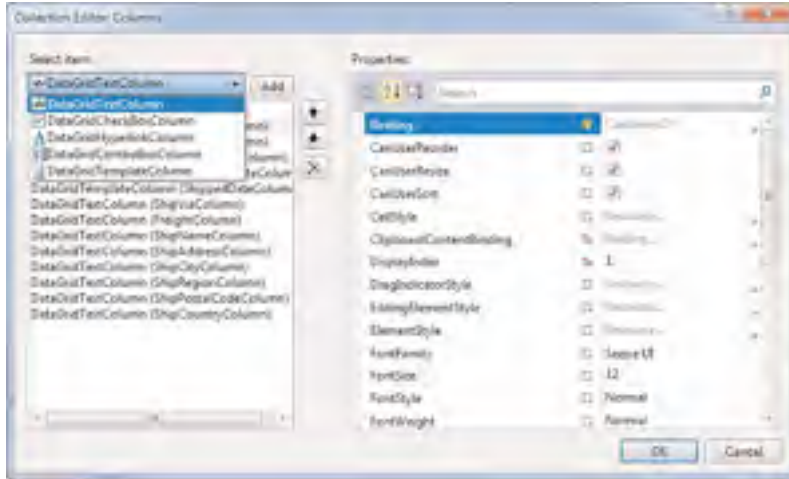 Collection Editor: Columns
Select item:
DataGridTextColumn
Add
DataGridTextColumn
DataGridCheckBoxColumn
DataGridHyperlinkColumn
DataGridComboBoxColumn
DataGridTemplateColumn
DataGridTemplateColumn (ShippedDateColumn
DataGridTextColumn (ShipViaColumn)
DataGridTextColumn (FreightColumn)
DataGridTextColumn (ShipNameColumn)
DataGridTextColumn (ShipAddressColumn)
DataGridTextColumn (ShipCityColumn)
DataGridTextColumn (ShipRegionColumn)
DataGridTextColumn (ShipPostalCodeColumn)
DataGridTextColumn (ShipCountryColumn)
Properties:
Search
Binding
CanUserReorder
CanUserResize
CanUserSort
CellStyle
ClipboardContentBinding
Binding...
DisplayIndex 1
DragIndicatorStyle
EditingElementStyle
ElementStyle
FontFamily Segoe UI
FontSize 12
FontStyle Normal
FontWeight Normal
OK
Cancel